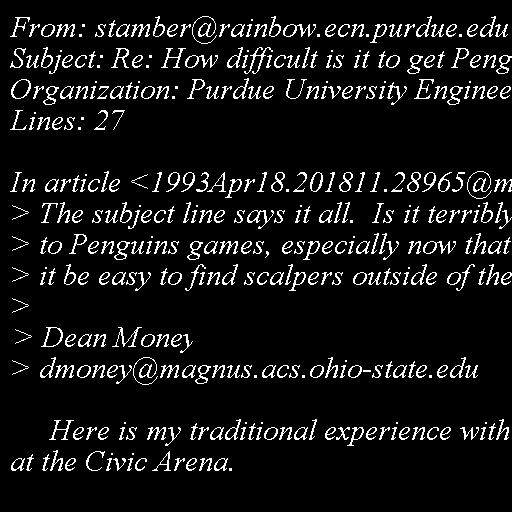 From: stamber@rainbow.ecn.purdue.edu
Subject: Re: How difficult is it to get Peng
Organization: Purdue University Enginee
Lines: 27

In article <1993Apr18.201811.28965@m
> The subject line says it all.  Is it terribly
> to Penguins games, especially now that
> it be easy to find scalpers outside of the
>
> Dean Money
> dmoney@magnus.acs.ohio-state.edu

     Here is my traditional experience with
at the Civic Arena.